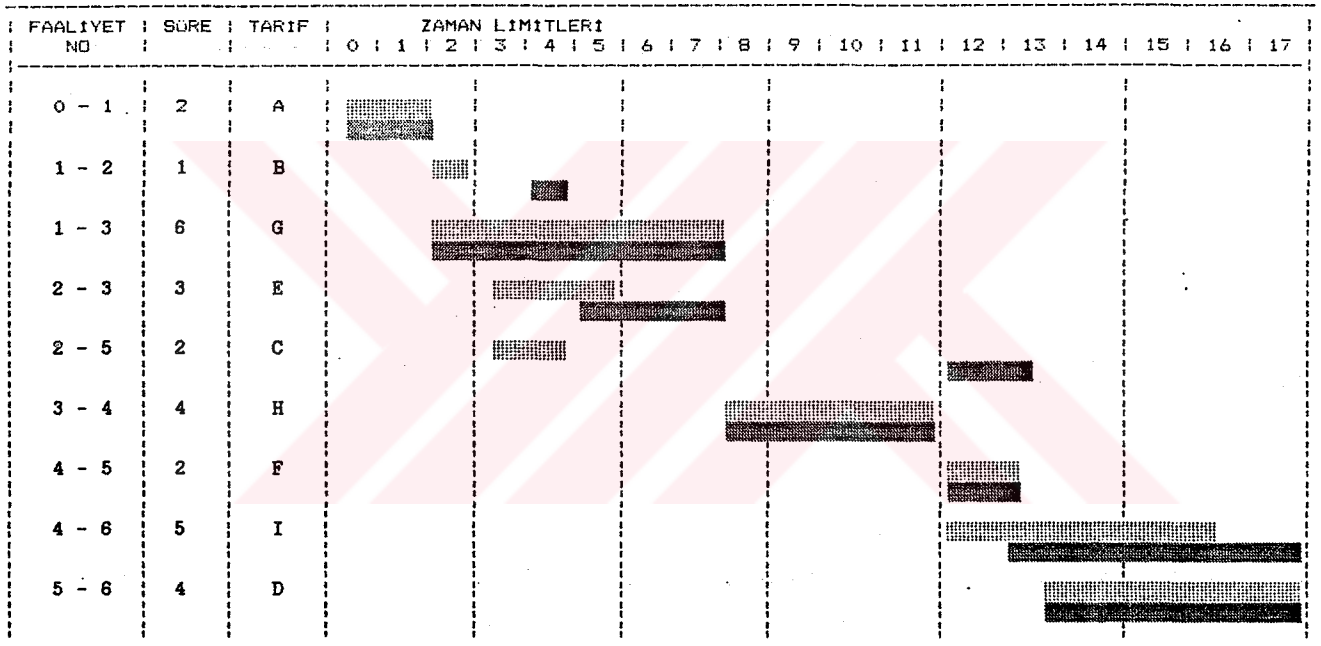 FAALİYET ¦ SÜRE ¦ TARIF ¦ ZAMAN LIMITLERI
NO ¦ ¦ ¦ 0 ¦ 1 ¦ 2 ¦ 3 ¦ 4 ¦ 5 ¦ 6 ¦ 7 ¦ 8 ¦ 9 ¦ 10 ¦ 11 ¦ 12 ¦ 13 ¦ 14 ¦ 15 ¦ 16 ¦ 17 ¦
0 - 1 ¦ 2 ¦ A
1 - 2 ¦ 1 ¦ B
1 - 3 ¦ 6 ¦ G
2 - 3 ¦ 3 ¦ E
2 - 5 ¦ 2 ¦ C
3 - 4 ¦ 4 ¦ H
4 - 5 ¦ 2 ¦ F
4 - 6 ¦ 5 ¦ I
5 - 6 ¦ 4 ¦ D